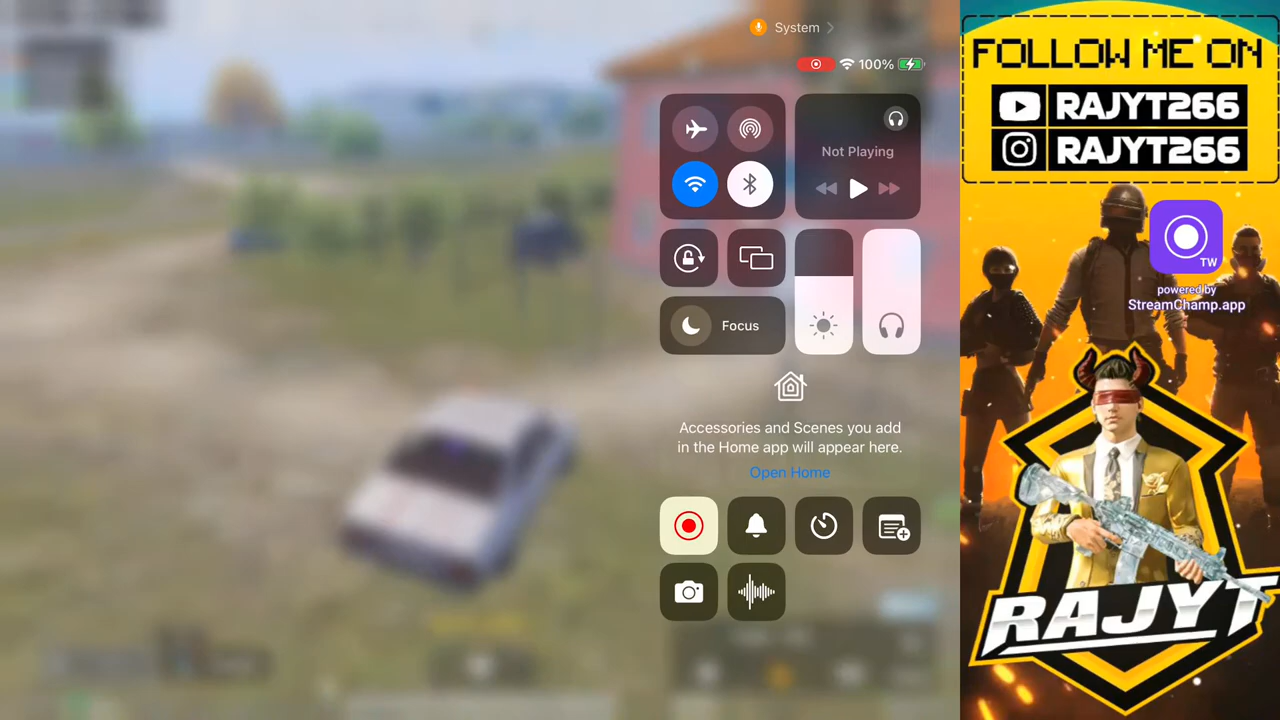 System
100%
Not Playing
Focus
Accessories and Scenes you add
in the Home app will appear here.
Open Home
FOLLOW ME ON
RAJYT266
RAJYT266
TW
powered by
StreamChamp.app
RAJYT